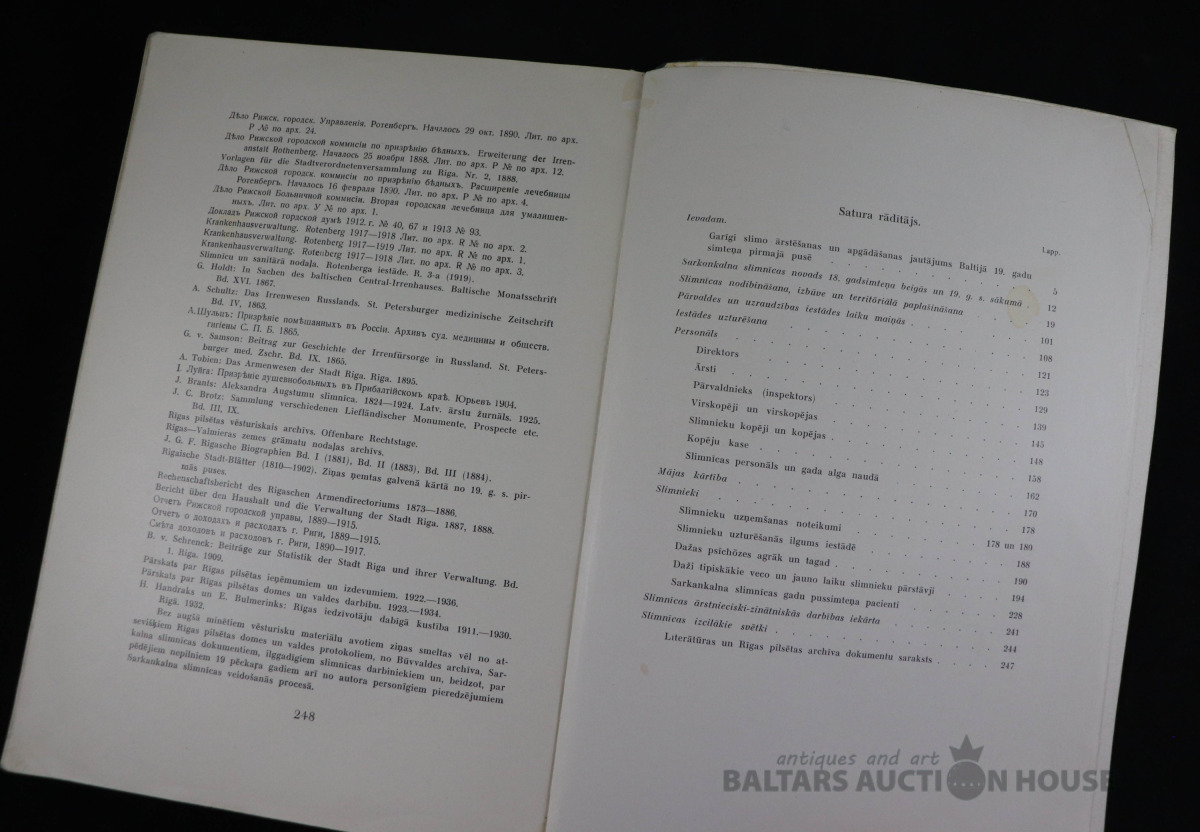 Дѣло Рижск. городск. Управленія. Ротенбергъ. Началось 29 окт. 1890. Лит. по арх.
Р № по арх. 24.
Дѣло Рижской городской коммисіи по призрѣнію бѣдныхъ. Erweiterung der Irren-
anstalt Rothenberg. Началось 25 ноября 1888. Лит. по арх. Р № по арх. 12.
Vorlagen für die Stadtverordnetenversammlung zu Riga. Nr. 2, 1888.
Дѣло Рижской городск. коммисіи по призрѣнію бѣдныхъ. Расширеніе лечебницы
Ротенбергъ. Началось 16 февраля 1890. Лит. по арх. Р № по арх. 4.
Дѣло Рижской Больничной коммисіи. Вторая городская лечебница для умалишен-
ныхъ. Лит. по арх. У № по арх. 1.
Докладъ Рижской гордской думѣ 1912. г. № 40, 67 и 1913 № 93.
Krankenhausverwaltung. Rotenberg 1917—1918 Лит. по арх. R № по арх. 2.
Krankenhausverwaltung. Rotenberg 1917—1919 Лит. по арх. R № по арх. 1.
Krankenhausverwaltung. Rotenberg 1917—1918 Лит. по арх. R № по арх. 3.
Slimnicu un sanitārā nodaļa. Rotenberga iestāde. R. 3-a (1919).
G. Holdt: In Sachen des baltischen Central-Irrenhauses. Baltische Monatsschrift
Bd. XVI. 1867.
A. Schultz: Das Irrenwesen Russlands. St. Petersburger medizinische Zeitschrift
Bd. IV, 1863.
А.Шульцъ: Призрѣніе помѣшанныхъ въ Россіи. Архивъ суд. медицины и обществ.
гигіены С. П. Б. 1865.
G. v. Samson: Beitrag zur Geschichte der Irrenfürsorge in Russland. St. Peters-
burger med. Zschr. Bd. IX. 1865.
A. Tobien: Das Armenwesen der Stadt Riga. Riga. 1895.
I. Луйга: Призрѣніе душевнобольныхъ въ Прибалтійскомъ краѣ. Юрьевъ 1904.
J. Brants: Aleksandra Augstumu slimnica. 1824—1924. Latv. ārstu žurnāls. 1925.
J. C. Brotz: Sammlung verschiedenen Liefländischer Monumente, Prospecte etc.
Bd. III, IX.
Rīgas pilsētas vēsturiskais archīvs. Offenbare Rechtstage.
Rīgas—Valmieras zemes grāmatu nodaļas archīvs.
J. G. F. Rigasche Biographien Bd. I (1881), Bd. II (1883), Bd. III (1884).
Rigaische Stadt-Blätter (1810—1902). Ziņas ņemtas galvenā kārtā no 19. g. s. pir-
mās puses.
Rechenschaftsbericht des Rigaschen Armendirectoriums 1873—1886.
Bericht über den Haushalt und die Verwaltung der Stadt Riga. 1887, 1888.
Отчетъ Рижской городской управы, 1889—1915.
Отчетъ о доходахъ и расходахъ г. Риги, 1889—1915.
Смѣта доходовъ и расходовъ г. Риги, 1890—1917.
B. v. Schrenck: Beiträge zur Statistik der Stadt Riga und ihrer Verwaltung. Bd.
1. Riga. 1909.
Pārskats par Rīgas pilsētas ieņēmumiem un izdevumiem. 1922.—1936.
Pārskats par Rīgas pilsētas domes un valdes darbību. 1923.—1934.
H. Handraks un E. Bulmerinks: Rīgas iedzīvotāju dabīgā kustība 1911.—1930.
Rīgā. 1932.
Bez augšā minētiem vēsturisku materiālu avotiem ziņas smeltas vēl no at-
sevišķiem Rīgas pilsētas domes un valdes protokoliem, no Būvvaldes archīva, Sar-
kalna slimnicas dokumentiem, ilggadīgiem slimnicas darbiniekiem un, beidzot, par
pēdējiem nepilniem 19 pēckaŗa gadiem arī no autora personīgiem pieredzējumiem
Sarkankalna slimnicas veidošanās procesā.
248
Satura rādītājs.
Lapp.
Ievadam.
Garīgi slimo ārstēšanas un apgādāšanas jautājums Baltijā 19. gadu
simteņa pirmajā pusē . . . . . 5
Sarkankalna slimnicas novads 18. gadsimteņa beigās un 19. g. s. sākumā . 12
Slimnicas nodibināšana, izbūve un territoriālā paplašināšana . 19
Pārvaldes un uzraudzības iestādes laiku maiņās . . . . . 101
Iestādes uzturēšana . . . . . 108
Personāls . . . . . 121
Direktors . . . . . 123
Ārsti . . . . . 129
Pārvaldnieks (inspektors) . . . . . 139
Virskopēji un virskopējas . . . . . 145
Slimnieku kopēji un kopējas . . . . . 148
Kopēju kase . . . . . 158
Slimnicas personāls un gada alga naudā . . . . . 162
Mājas kārtība . . . . . 170
Slimnieki . . . . . 178
Slimnieku uzņemšanas noteikumi . . . . . 178 un 180
Slimnieku uzturēšanās ilgums iestādē . . . . . 188
Dažas psichōzes agrāk un tagad . . . . . 190
Daži tipiskākie veco un jauno laiku slimnieku pārstāvji . . . . . 194
Sarkankalna slimnicas gadu pussimteņa pacienti . . . . . 228
Slimnicas ārstnieciski-zinātniskās darbības iekārta . . . . . 241
Slimnicas izcilākie svētki . . . . . 244
Literātūras un Rīgas pilsētas archīva dokumentu saraksts . . . . 247
antiques and art
BALTARS AUCTION HOUSE